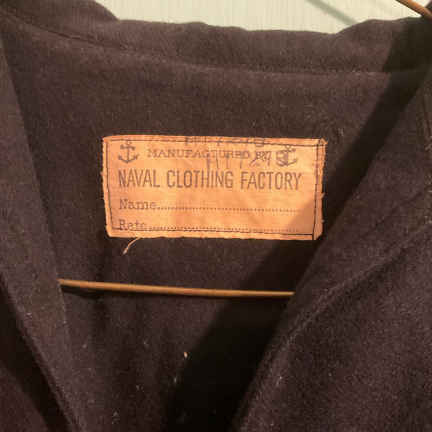 MANUFACTURED BY
NAVAL CLOTHING FACTORY
Name
Rate